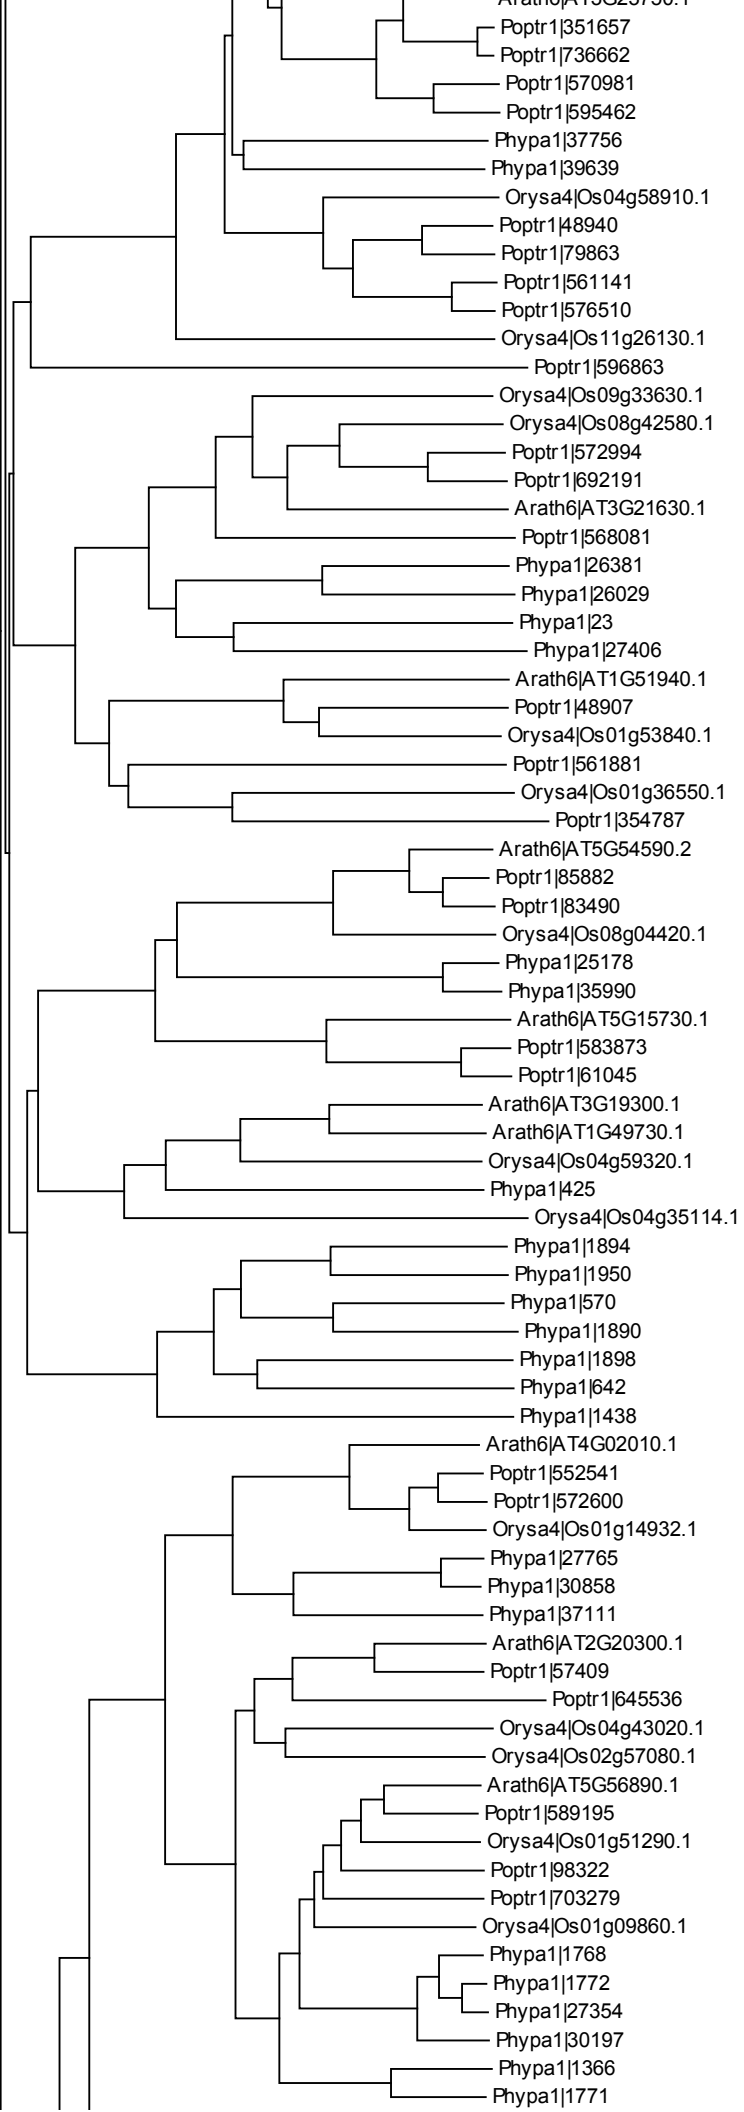 Poptr1|351657
Poptr1|736662
Poptr1|570981
Poptr1|595462
Phypa1|37756
Phypa1|39639
Orysa4|Os04g58910.1
Poptr1|48940
Poptr1|79863
Poptr1|561141
Poptr1|576510
Orysa4|Os11g26130.1
Poptr1|596863
Orysa4|Os09g33630.1
Orysa4|Os08g42580.1
Poptr1|572994
Poptr1|692191
Arath6|AT3G21630.1
Poptr1|568081
Phypa1|26381
Phypa1|26029
Phypa1|23
Phypa1|27406
Arath6|AT1G51940.1
Poptr1|48907
Orysa4|Os01g53840.1
Poptr1|561881
Orysa4|Os01g36550.1
Poptr1|354787
Arath6|AT5G54590.2
Poptr1|85882
Poptr1|83490
Orysa4|Os08g04420.1
Phypa1|25178
Phypa1|35990
Arath6|AT5G15730.1
Poptr1|583873
Poptr1|61045
Arath6|AT3G19300.1
Arath6|AT1G49730.1
Orysa4|Os04g59320.1
Phypa1|425
Orysa4|Os04g35114.1
Phypa1|1894
Phypa1|1950
Phypa1|570
Phypa1|1890
Phypa1|1898
Phypa1|642
Phypa1|1438
Arath6|AT4G02010.1
Poptr1|552541
Poptr1|572600
Orysa4|Os01g14932.1
Phypa1|27765
Phypa1|30858
Phypa1|37111
Arath6|AT2G20300.1
Poptr1|57409
Poptr1|645536
Orysa4|Os04g43020.1
Orysa4|Os02g57080.1
Arath6|AT5G56890.1
Poptr1|589195
Orysa4|Os01g51290.1
Poptr1|98322
Poptr1|703279
Orysa4|Os01g09860.1
Phypa1|1768
Phypa1|1772
Phypa1|27354
Phypa1|30197
Phypa1|1366
Phypa1|1771